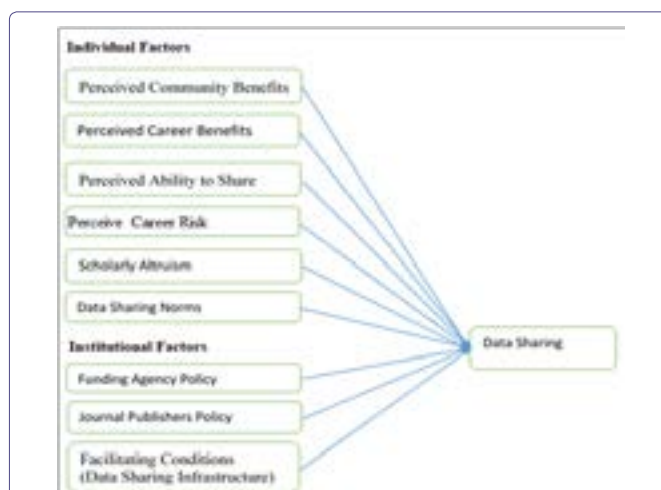 Individual Factors
Perceived Community Benefits
Perceived Career Benefits
Perceived Ability to Share
Perceive Career Risk
Scholarly Altruism
Data Sharing Norms
Institutional Factors
Funding Agency Policy
Journal Publishers Policy
Facilitating Conditions
(Data Sharing Infrastructure)
Data Sharing